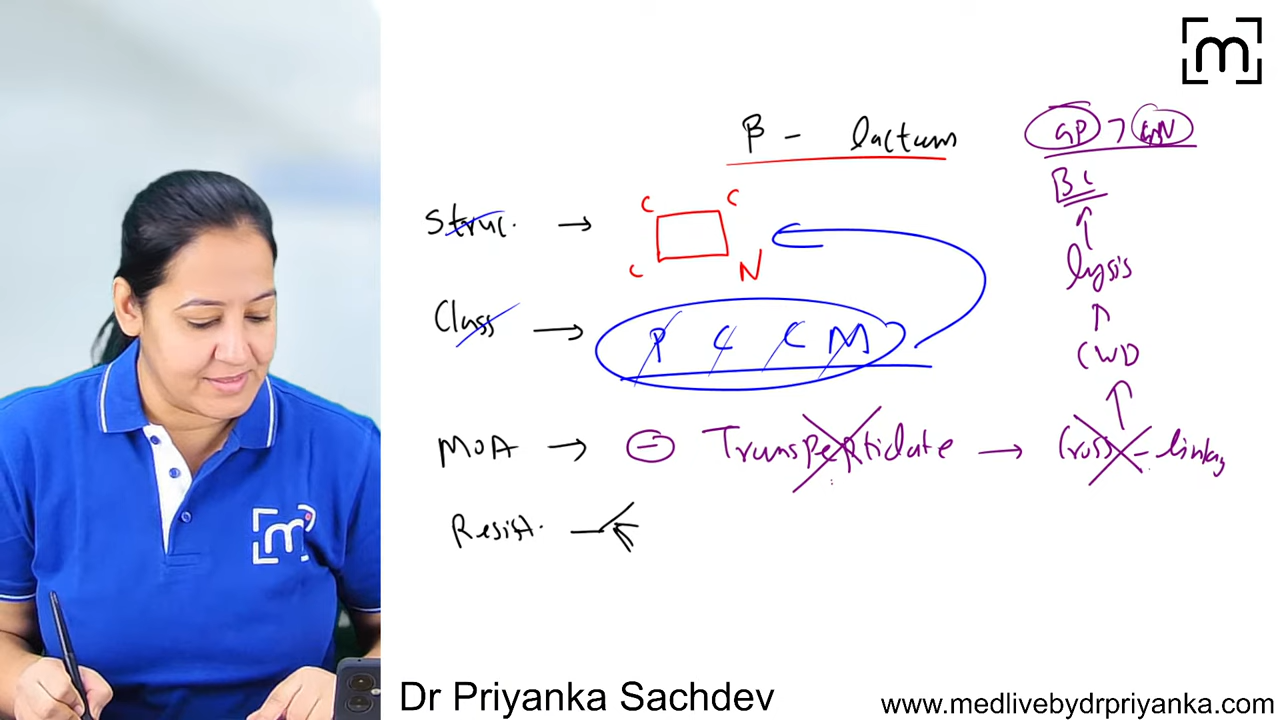 m
β - lactum
GP > GN
BC
Struc. →
C C
C N
lysis
Class → P C C M
CWD
MOA → ⊖ Transpeptidate → Cross - linkag
Resist.
m
Dr Priyanka Sachdev
www.medlivebydrpriyanka.com